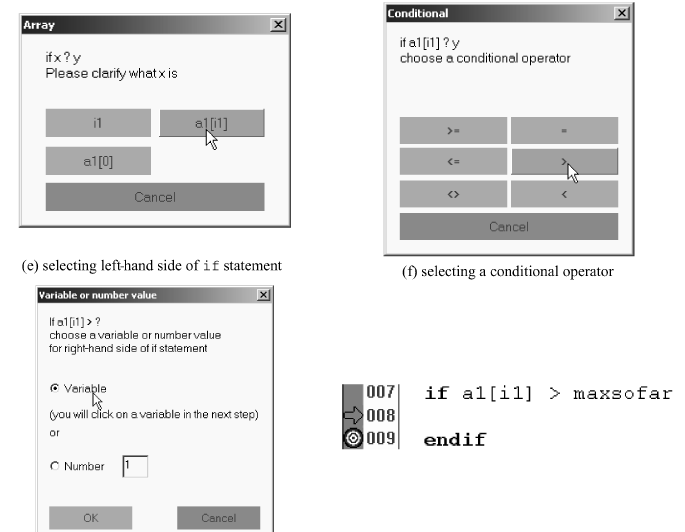 Array
if x ? y
Please clarify what x is
i1
a1[i1]
a1[0]
Cancel
(e) selecting left-hand side of if statement
Conditional
if a1[i1] ? y
choose a conditional operator
>=
=
<=
>
<>
<
Cancel
(f) selecting a conditional operator
Variable or number value
If a1[i1] > ?
choose a variable or number value
for right-hand side of if statement
Variable
(you will click on a variable in the next step)
or
Number 1
OK
Cancel
007 if a1[i1] > maxsofar
008
009 endif